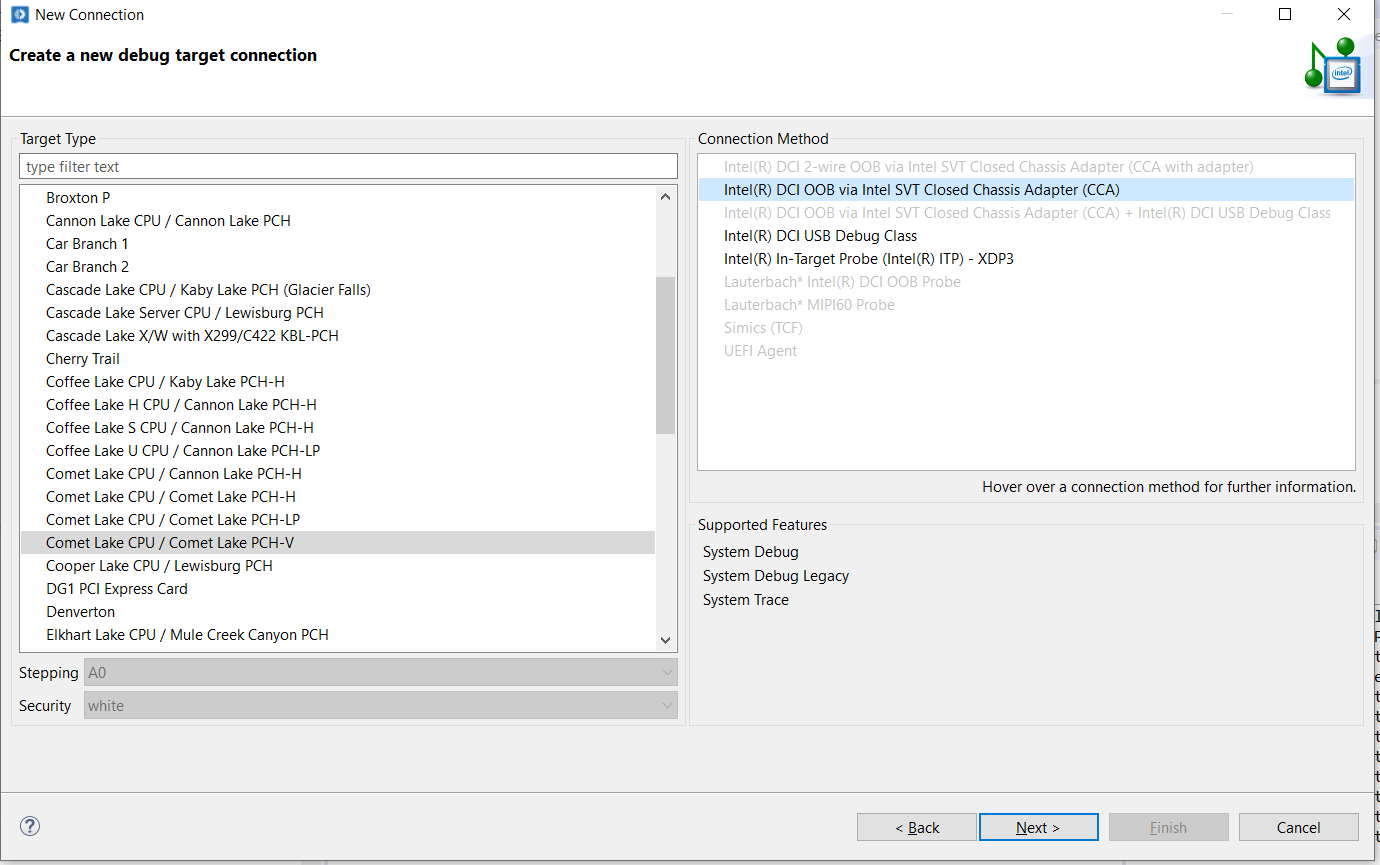 New Connection
Create a new debug target connection
intel
Target Type
type filter text
Broxton P
Cannon Lake CPU / Cannon Lake PCH
Car Branch 1
Car Branch 2
Cascade Lake CPU / Kaby Lake PCH (Glacier Falls)
Cascade Lake Server CPU / Lewisburg PCH
Cascade Lake X/W with X299/C422 KBL-PCH
Cherry Trail
Coffee Lake CPU / Kaby Lake PCH-H
Coffee Lake H CPU / Cannon Lake PCH-H
Coffee Lake S CPU / Cannon Lake PCH-H
Coffee Lake U CPU / Cannon Lake PCH-LP
Comet Lake CPU / Cannon Lake PCH-H
Comet Lake CPU / Comet Lake PCH-H
Comet Lake CPU / Comet Lake PCH-LP
Comet Lake CPU / Comet Lake PCH-V
Cooper Lake CPU / Lewisburg PCH
DG1 PCI Express Card
Denverton
Elkhart Lake CPU / Mule Creek Canyon PCH
Stepping A0
Security white
Connection Method
Intel(R) DCI 2-wire OOB via Intel SVT Closed Chassis Adapter (CCA with adapter)
Intel(R) DCI OOB via Intel SVT Closed Chassis Adapter (CCA)
Intel(R) DCI OOB via Intel SVT Closed Chassis Adapter (CCA) + Intel(R) DCI USB Debug Class
Intel(R) DCI USB Debug Class
Intel(R) In-Target Probe (Intel(R) ITP) - XDP3
Lauterbach* Intel(R) DCI OOB Probe
Lauterbach* MIPI60 Probe
Simics (TCF)
UEFI Agent
Hover over a connection method for further information.
Supported Features
System Debug
System Debug Legacy
System Trace
?
< Back
Next >
Finish
Cancel